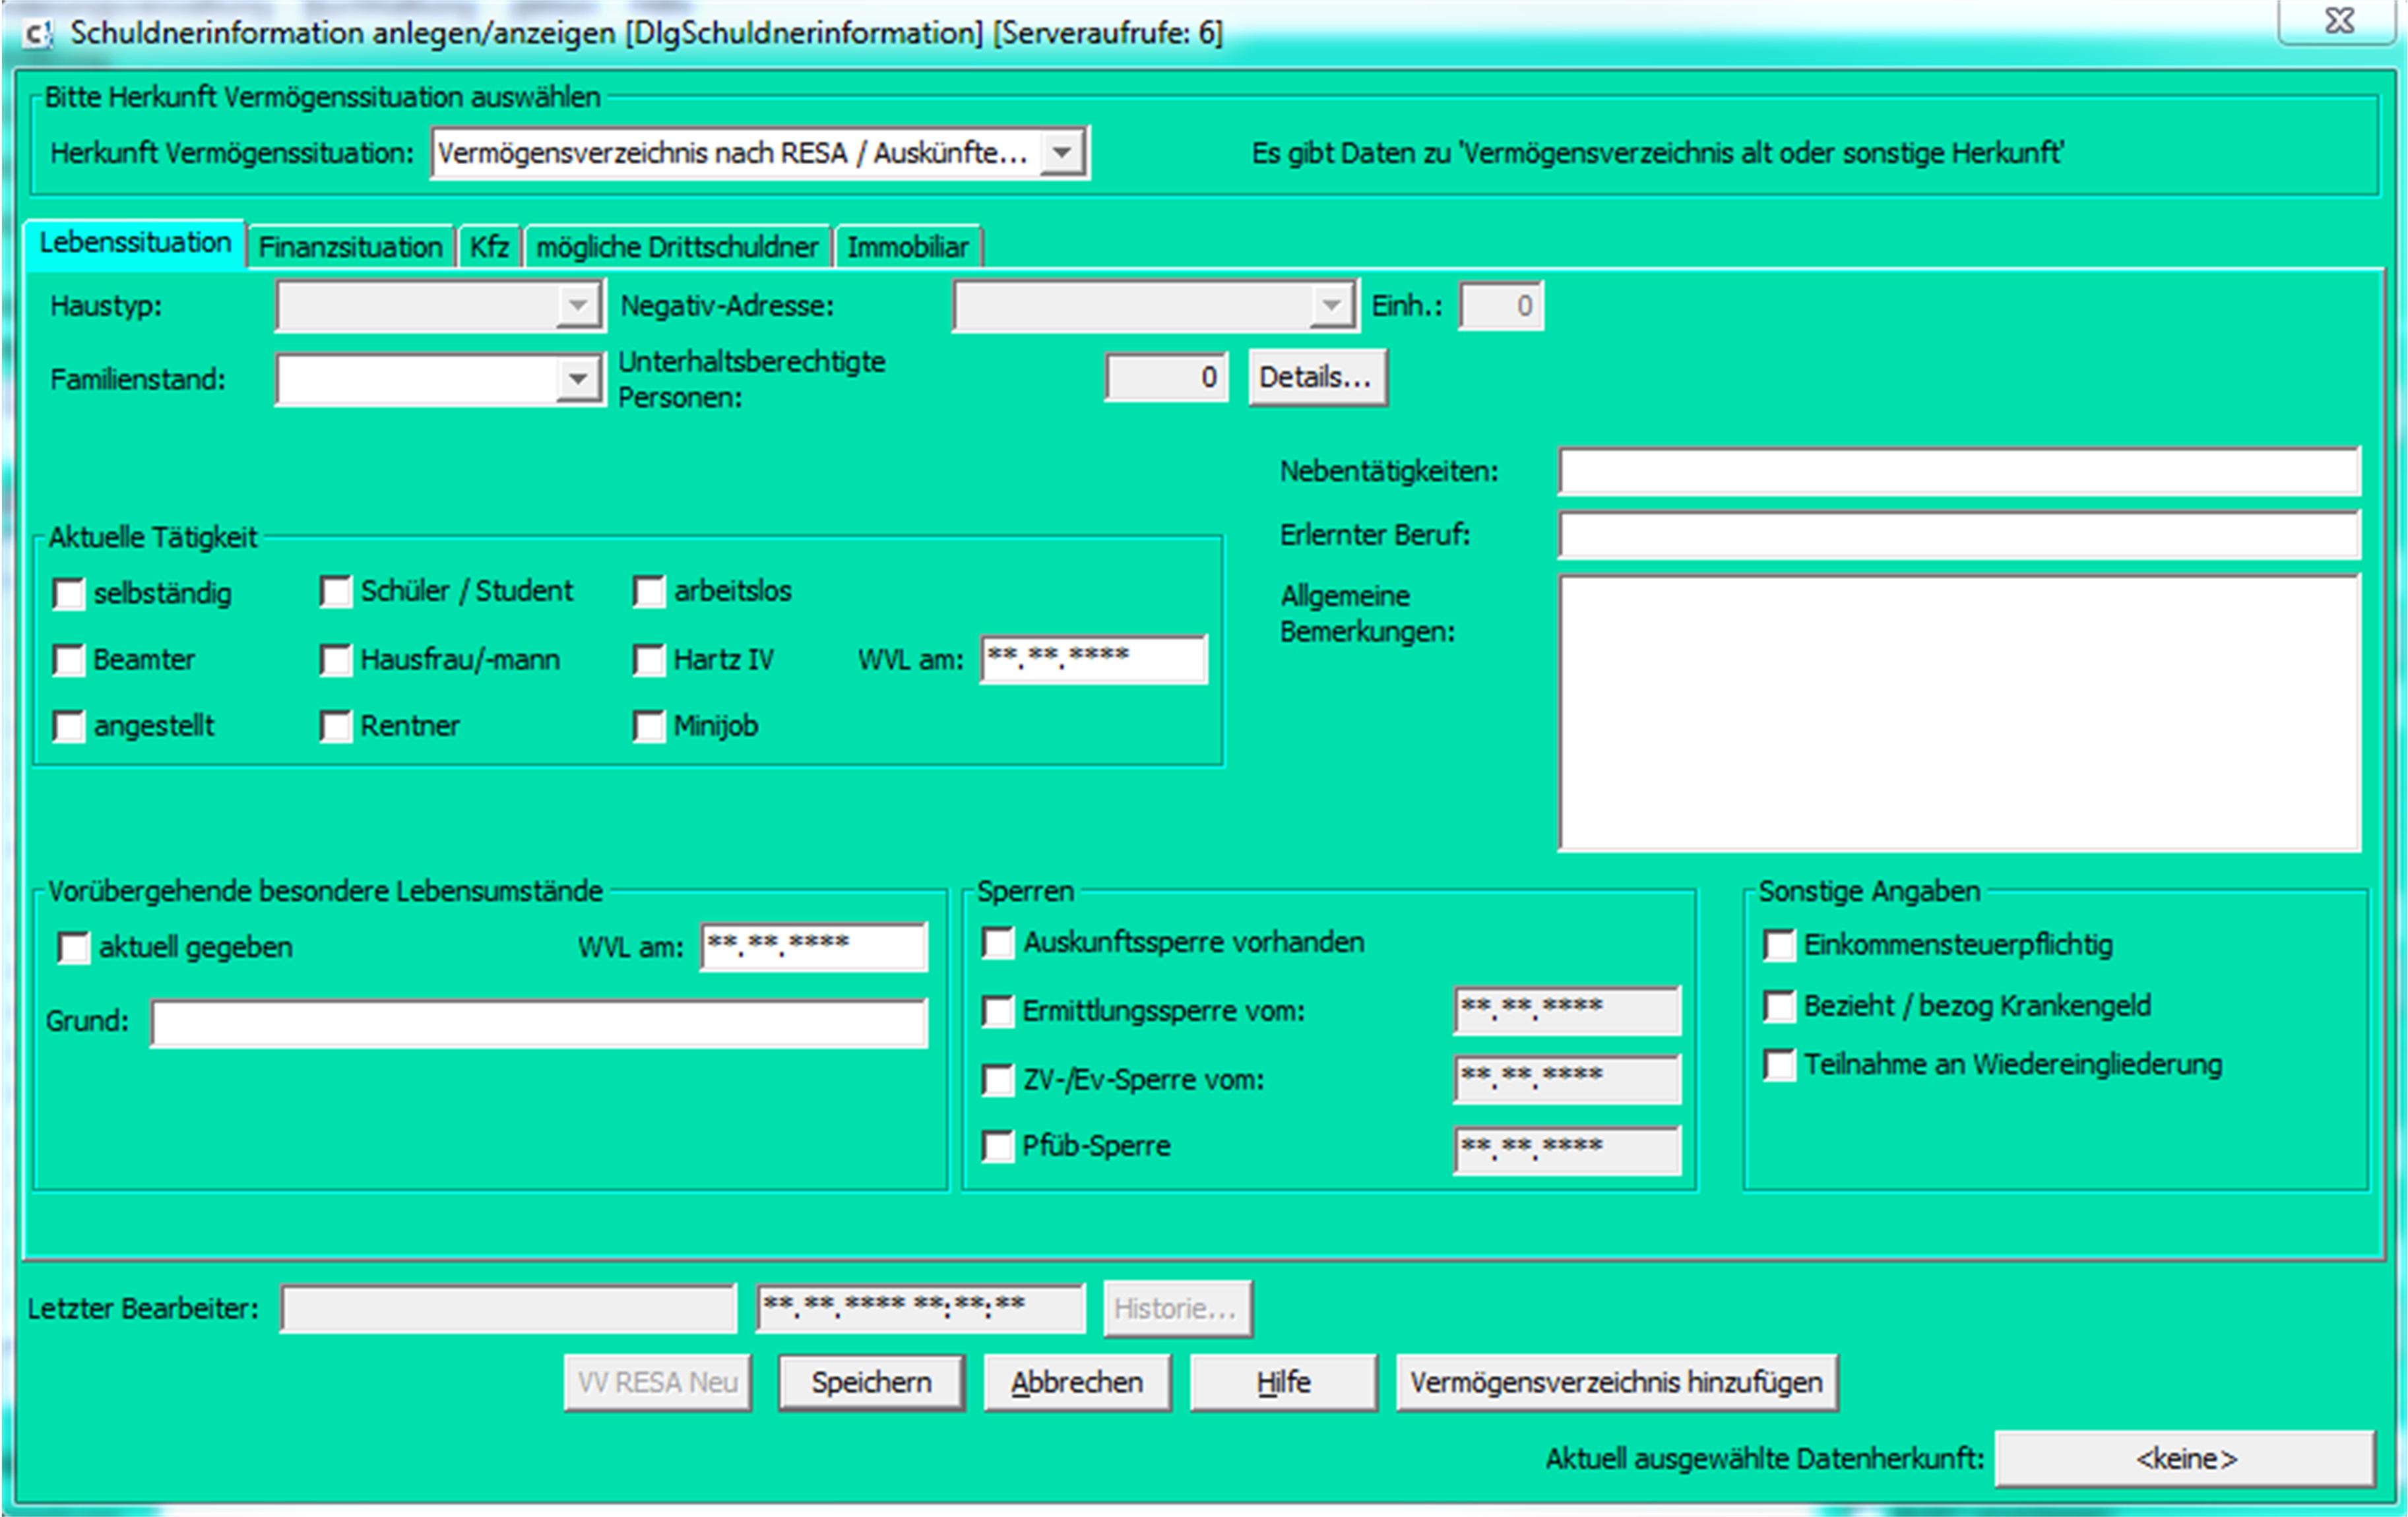 Schuldnerinformation anlegen/anzeigen [DlgSchuldnerinformation] [Serveraufrufe: 6]
Bitte Herkunft Vermögenssituation auswählen
Herkunft Vermögenssituation: Vermögensverzeichnis nach RESA / Auskünfte... Es gibt Daten zu 'Vermögensverzeichnis alt oder sonstige Herkunft'
Lebenssituation Finanzsituation Kfz mögliche Drittschuldner Immobiliar
Haustyp: Negativ-Adresse: Einh.: 0
Familienstand: Unterhaltsberechtigte
Personen: 0 Details...
Nebentätigkeiten:
Erlernter Beruf:
Allgemeine
Bemerkungen:
Aktuelle Tätigkeit
selbständig Schüler / Student arbeitslos
Beamter Hausfrau/-mann Hartz IV WVL am: **.**.****
angestellt Rentner Minijob
Vorübergehende besondere Lebensumstände
aktuell gegeben WVL am: **.**.****
Grund:
Sperren
Auskunftssperre vorhanden
Ermittlungssperre vom: **.**.****
ZV-/Ev-Sperre vom: **.**.****
Pfüb-Sperre **.**.****
Sonstige Angaben
Einkommensteuerpflichtig
Bezieht / bezog Krankengeld
Teilnahme an Wiedereingliederung
Letzter Bearbeiter: **.**.**** **:**:** Historie...
VV RESA Neu Speichern Abbrechen Hilfe Vermögensverzeichnis hinzufügen
Aktuell ausgewählte Datenherkunft: <keine>